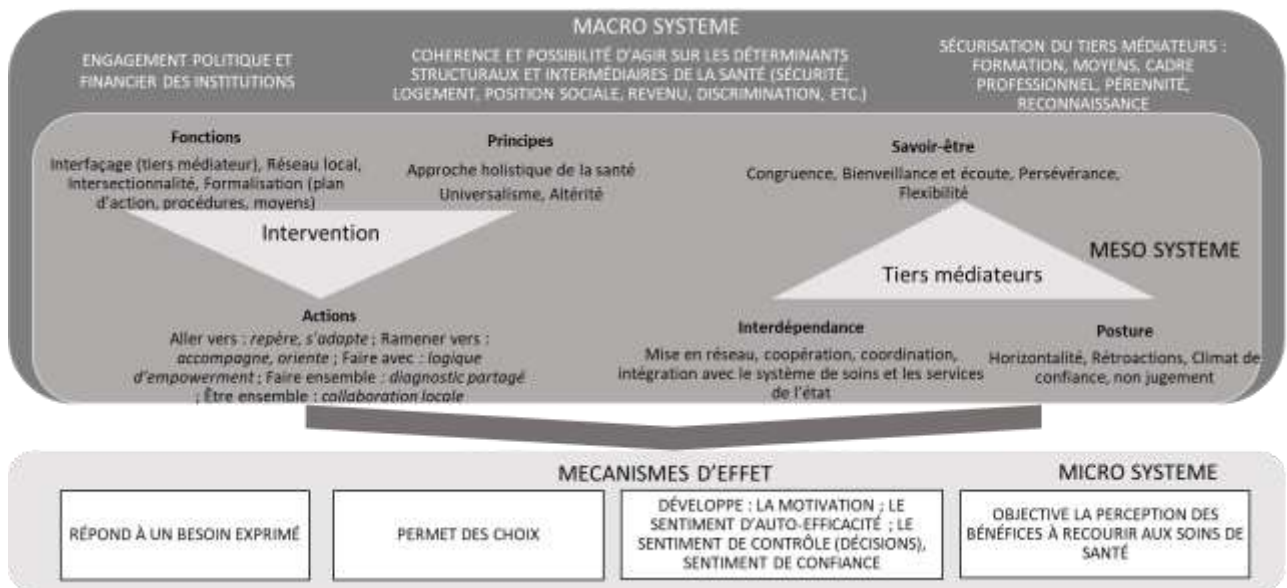 MACRO SYSTEME
ENGAGEMENT POLITIQUE ET
FINANCIER DES INSTITUTIONS
COHERENCE ET POSSIBILITÉ D'AGIR SUR LES DÉTERMINANTS
STRUCTURAUX ET INTERMÉDIAIRES DE LA SANTÉ (SÉCURITÉ,
LOGEMENT, POSITION SOCIALE, REVENU, DISCRIMINATION, ETC.)
SÉCURISATION DU TIERS MÉDIATEURS :
FORMATION, MOYENS, CADRE
PROFESSIONNEL, PÉRENNITÉ,
RECONNAISSANCE
Fonctions
Interfaçage (tiers médiateur), Réseau local,
Intersectionnalité, Formalisation (plan
d'action, procédures, moyens)
Principes
Approche holistique de la santé
Universalisme, Altérité
Savoir-être
Congruence, Bienveillance et écoute, Persévérance,
Flexibilité
Intervention
MESO SYSTEME
Tiers médiateurs
Actions
Aller vers : repère, s'adapte ; Ramener vers :
accompagne, oriente ; Faire avec : logique
d'empowerment ; Faire ensemble : diagnostic partagé
; Être ensemble : collaboration locale
Interdépendance
Mise en réseau, coopération, coordination,
intégration avec le système de soins et les services
de l'état
Posture
Horizontalité, Rétroactions, Climat de
confiance, non jugement
MECANISMES D'EFFET
MICRO SYSTEME
RÉPOND À UN BESOIN EXPRIMÉ
PERMET DES CHOIX
DÉVELOPPE : LA MOTIVATION ; LE
SENTIMENT D'AUTO-EFFICACITÉ ; LE
SENTIMENT DE CONTRÔLE (DÉCISIONS),
SENTIMENT DE CONFIANCE
OBJECTIVE LA PERCEPTION DES
BÉNÉFICES À RECOURIR AUX SOINS DE
SANTÉ